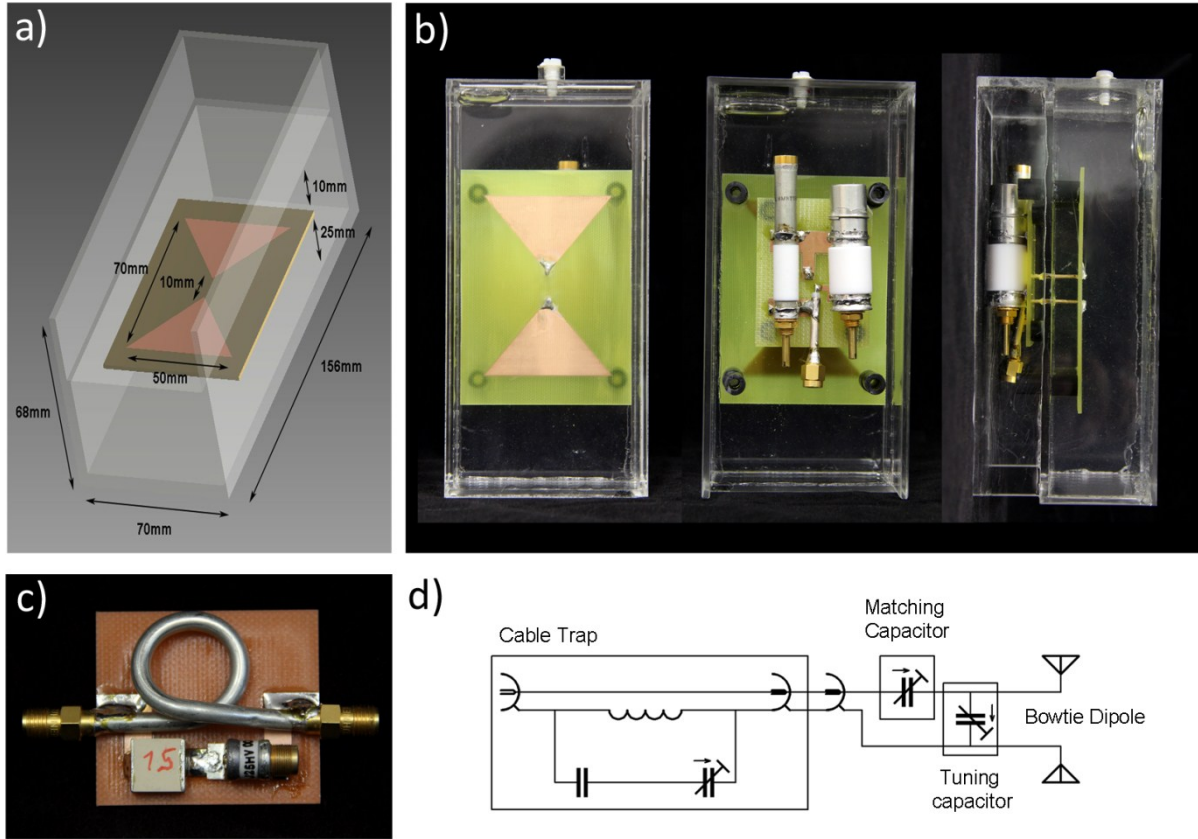 a)
10mm
25mm
70mm
10mm
50mm
156mm
68mm
70mm
b)
c)
15
d)
Cable Trap
Matching
Capacitor
Bowtie Dipole
Tuning
capacitor